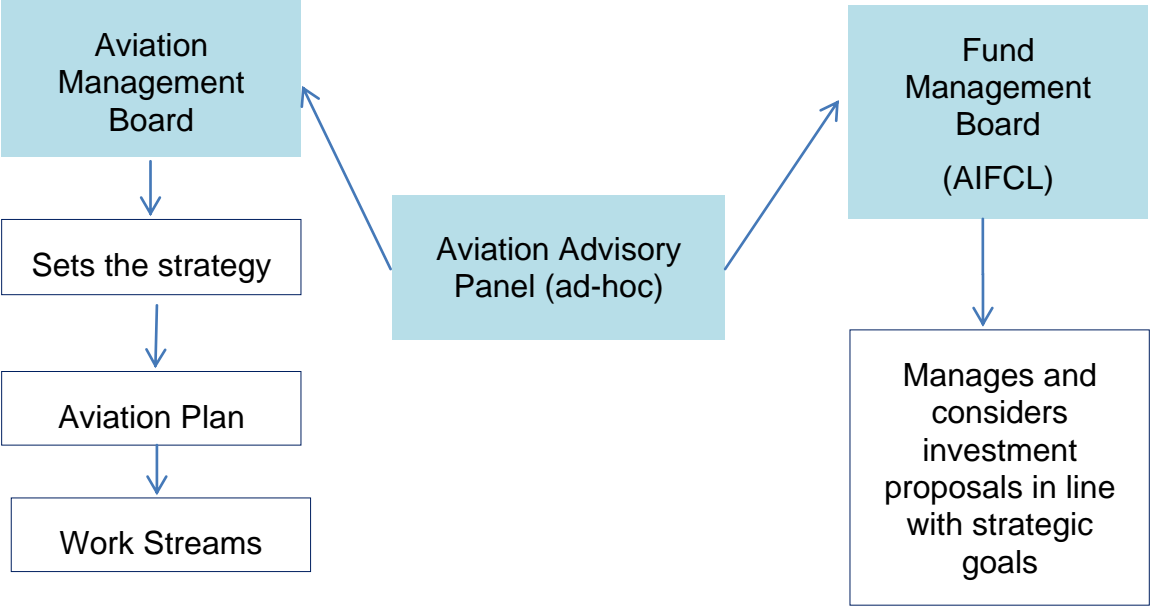 Aviation
Management
Board
Sets the strategy
Aviation Plan
Work Streams
Aviation Advisory
Panel (ad-hoc)
Fund
Management
Board
(AIFCL)
Manages and
considers
investment
proposals in line
with strategic
goals